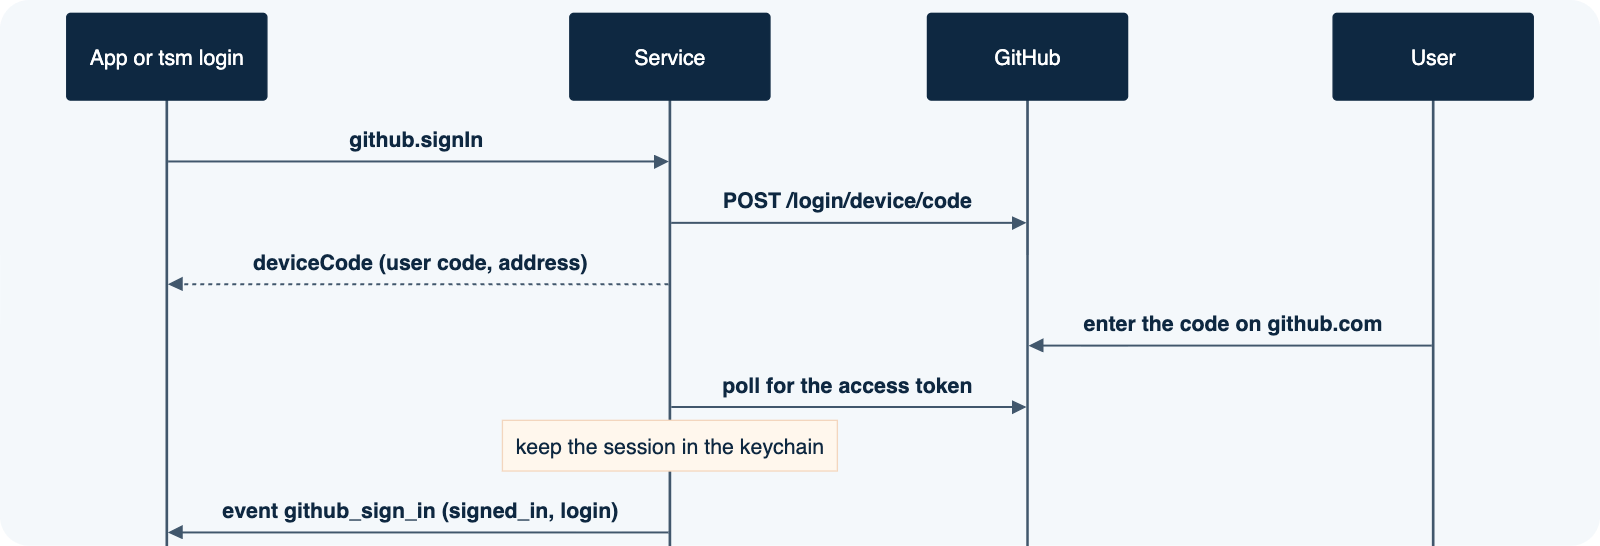 App or tsm login
Service
GitHub
User
github.signIn
POST /login/device/code
deviceCode (user code, address)
enter the code on github.com
poll for the access token
keep the session in the keychain
event github_sign_in (signed_in, login)